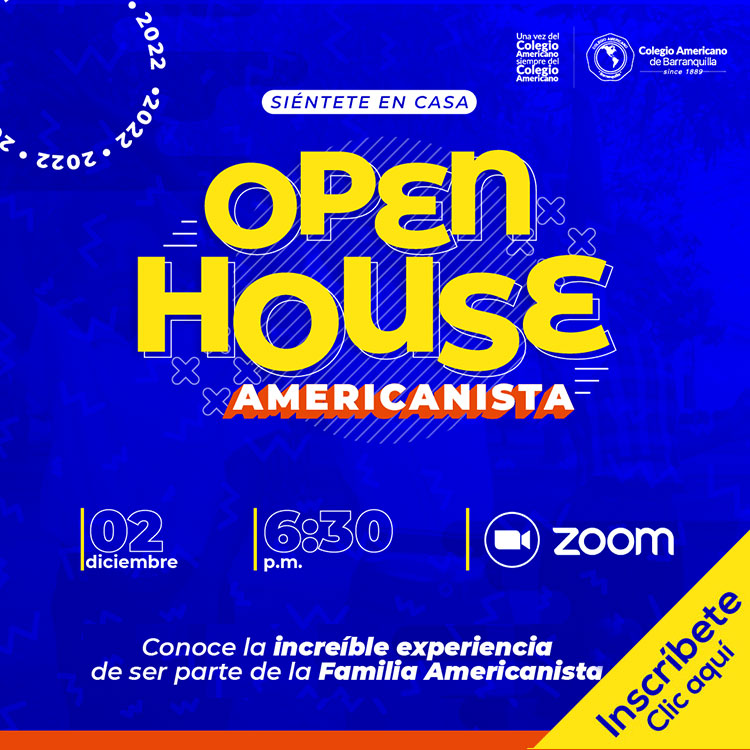 2022 • 2022 • 2022 •
Una vez del
Colegio
Americano
siempre del
Colegio
Americano
COLEGIO AMERICANO
Colegio Americano
de Barranquilla
since 1889
SIÉNTETE EN CASA
OPEN
HOUSE
AMERICANISTA
02
diciembre
6:30
p.m.
zoom
Conoce la increíble experiencia
de ser parte de la Familia Americanista
Inscríbete
Clic aquí